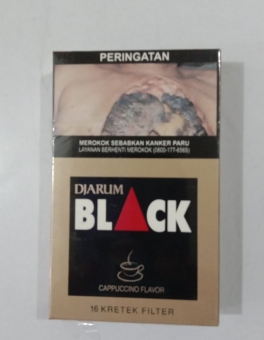 PERINGATAN
MEROKOK SEBABKAN KANKER PARU
LAYANAN BERHENTI MEROKOK (0800-177-6565)
DJARUM
BLACK
CAPPUCCINO FLAVOR
16 KRETEK FILTER